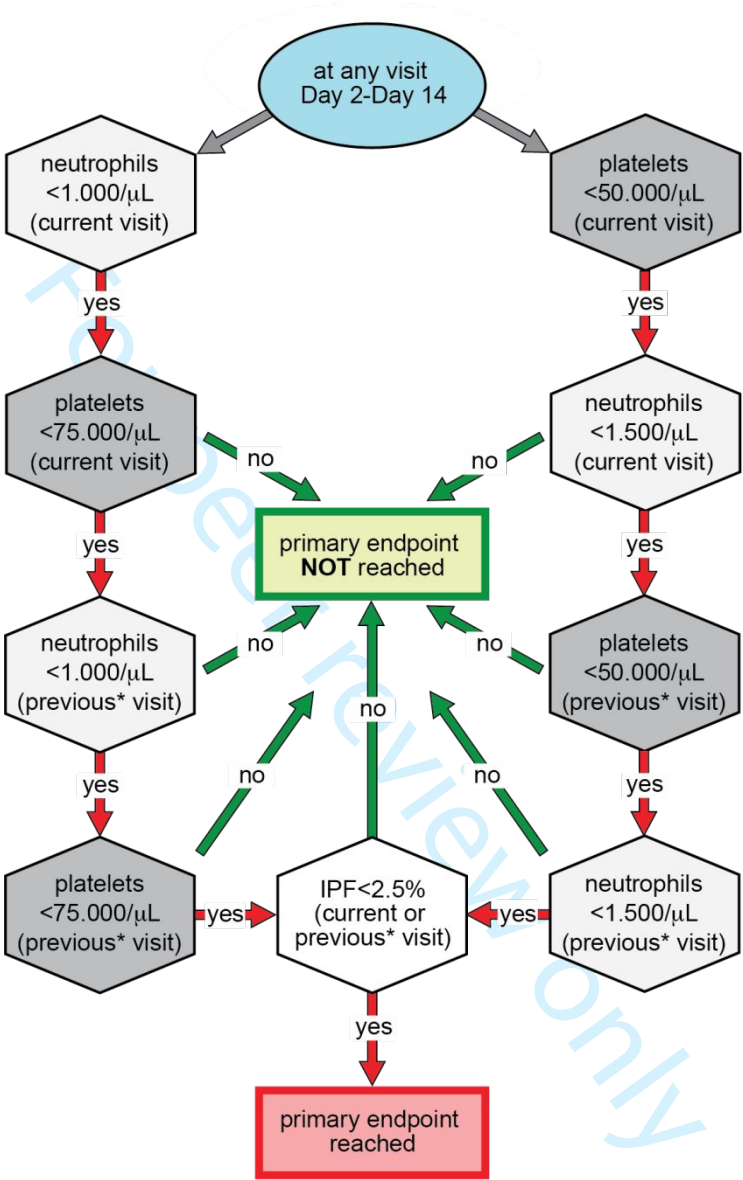 at any visit
Day 2-Day 14
neutrophils
<1.000/μL
(current visit)
platelets
<50.000/μL
(current visit)
yes
yes
platelets
<75.000/μL
(current visit)
neutrophils
<1.500/μL
(current visit)
no
no
yes
primary endpoint
NOT reached
yes
neutrophils
<1.000/μL
(previous* visit)
no
no
platelets
<50.000/μL
(previous* visit)
no
yes
no
no
yes
platelets
<75.000/μL
(previous* visit)
yes
IPF<2.5%
(current or
previous* visit)
yes
neutrophils
<1.500/μL
(previous* visit)
yes
primary endpoint
reached
For peer review only